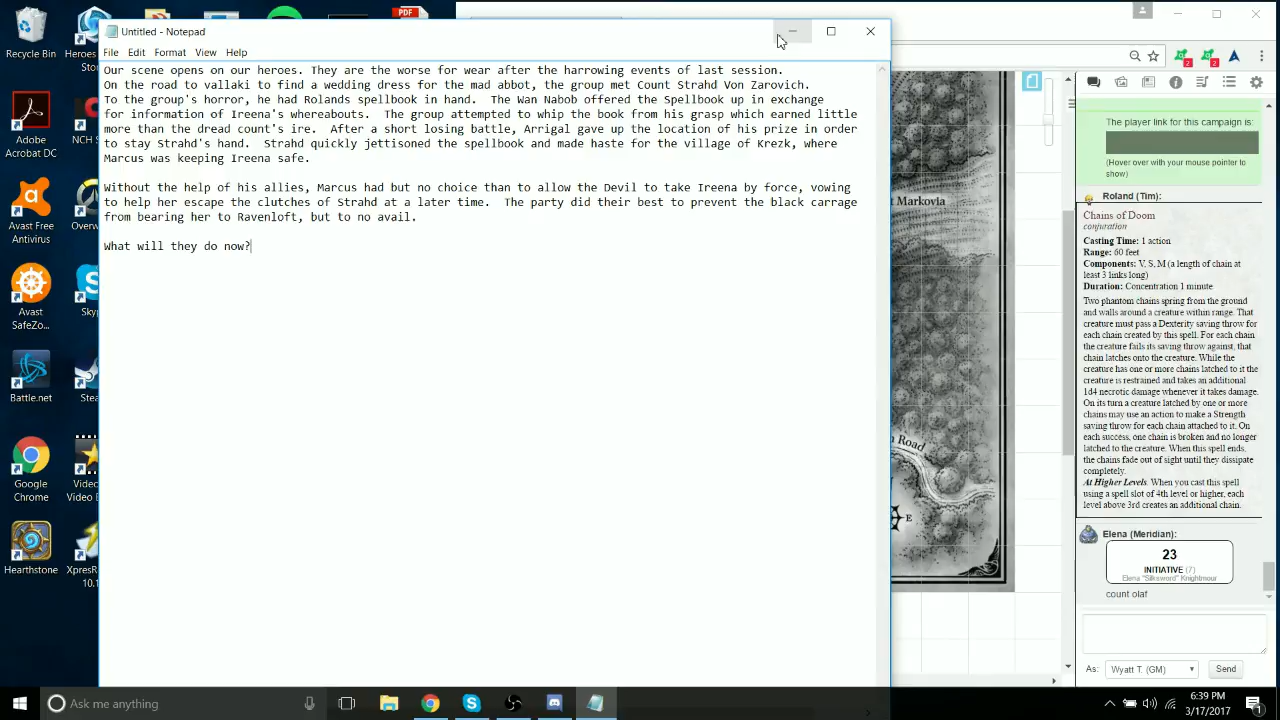 Recycle Bin
Heroes
Storm
PDF
Adobe
Acrobat DC
NCH S
Avast Free
Antivirus
Overw
Avast
SafeZo...
Skyp
Battle.net
Stea
Google
Chrome
Video
Video E
Hearthstone
XpresR
10.1
Untitled - Notepad
File Edit Format View Help
Our scene opens on our heroes. They are the worse for wear after the harrowing events of last session.
On the road to vallaki to find a wedding dress for the mad abbot, the group met Count Strahd Von Zarovich.
To the group's horror, he had Rolands spellbook in hand. The Wan Nabob offered the Spellbook up in exchange
for information of Ireena's whereabouts. The group attempted to whip the book from his grasp which earned little
more than the dread count's ire. After a short losing battle, Arrigal gave up the location of his prize in order
to stay Strahd's hand. Strahd quickly jettisoned the spellbook and made haste for the village of Krezk, where
Marcus was keeping Ireena safe.
Without the help of his allies, Marcus had but no choice than to allow the Devil to take Ireena by force, vowing
to help her escape the clutches of Strahd at a later time. The party did their best to prevent the black carrage
from bearing her to Ravenloft, but to no avail.
What will they do now?
t Markovia
n Road
E
2
2
The player link for this campaign is:
(Hover over with your mouse pointer to
show)
Roland (Tim):
Chains of Doom
conjuration
Casting Time: 1 action
Range: 60 feet
Components: V, S, M (a length of chain at
least 3 links long)
Duration: Concentration 1 minute
Two phantom chains spring from the ground
and walls around a creature within range. That
creature must pass a Dexterity saving throw for
each chain created by this spell. For each chain
the creature fails its saving throw against, that
chain latches onto the creature. While the
creature has one or more chains latched to it the
creature is restrained and takes an additional
1d4 necrotic damage whenever it takes damage.
On its turn a creature latched by one or more
chains may use an action to make a Strength
saving throw for each chain attached to it. On
each success, one chain is broken and no longer
latched to the creature. When this spell ends,
the chains fade out of sight until they dissipate
completely.
At Higher Levels. When you cast this spell
using a spell slot of 4th level or higher, each
level above 3rd creates an additional chain.
Elena (Meridian):
23
INITIATIVE (7)
Elena "Silksword" Knightmour
count olaf
As: Wyatt T. (GM) Send
Ask me anything
6:39 PM
3/17/2017
1